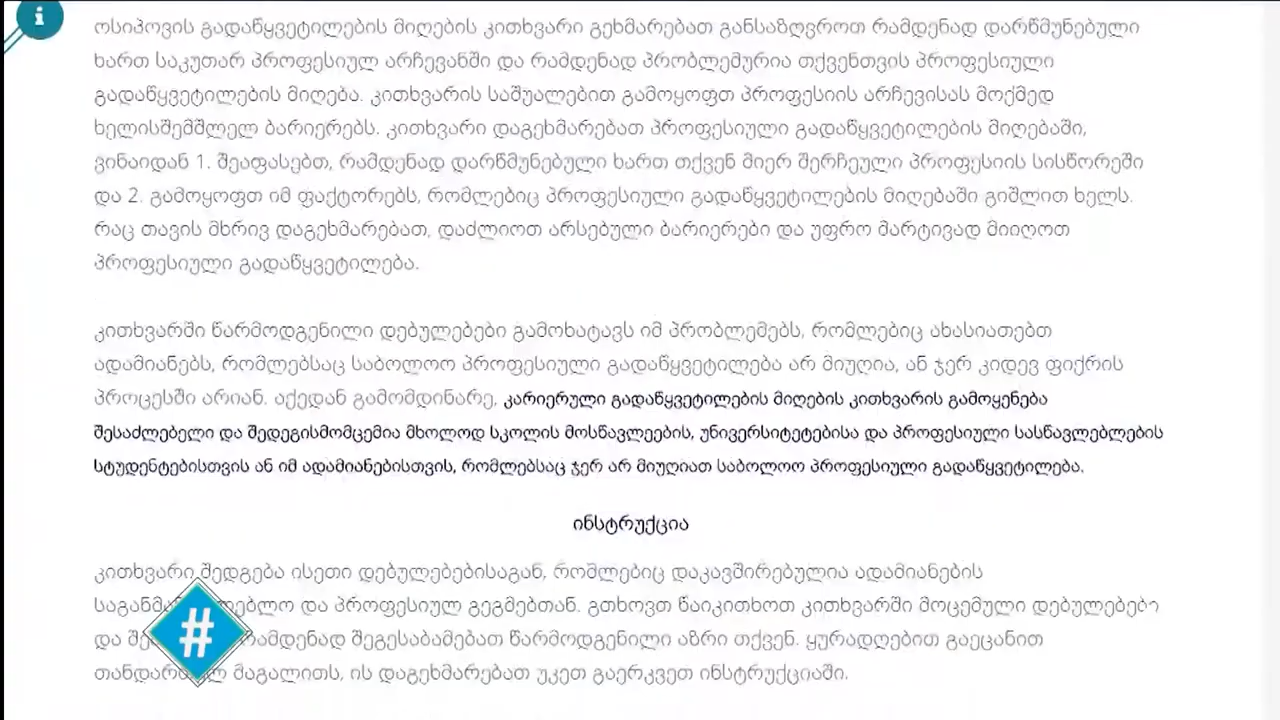 ოსიპოვის გადაწყვეტილების მიღების კითხვარი გეხმარებათ განსაზღვროთ რამდენად დარწმუნებული
ხართ საკუთარ პროფესიულ არჩევანში და რამდენად პრობლემურია თქვენთვის პროფესიული
გადაწყვეტილების მიღება. კითხვარის საშუალებით გამოყოფთ პროფესიის არჩევისას მოქმედ
ხელისშემშლელ ბარიერებს. კითხვარი დაგეხმარებათ პროფესიული გადაწყვეტილების მიღებაში,
ვინაიდან 1. შეაფასებთ, რამდენად დარწმუნებული ხართ თქვენ მიერ შერჩეული პროფესიის სისწორეში
და 2. გამოყოფთ იმ ფაქტორებს, რომლებიც პროფესიული გადაწყვეტილების მიღებაში გიშლით ხელს.
რაც თავის მხრივ დაგეხმარებათ, დაძლიოთ არსებული ბარიერები და უფრო მარტივად მიიღოთ
პროფესიული გადაწყვეტილება.
კითხვარში წარმოდგენილი დებულებები გამოხატავს იმ პრობლემებს, რომლებიც ახასიათებთ
ადამიანებს, რომლებსაც საბოლოო პროფესიული გადაწყვეტილება არ მიუღია, ან ჯერ კიდევ ფიქრის
პროცესში არიან. აქედან გამომდინარე, კარიერული გადაწყვეტილების მიღების კითხვარის გამოყენება
შესაძლებელი და შედეგისმომცემია მხოლოდ სკოლის მოსწავლეების, უნივერსიტეტებისა და პროფესიული სასწავლებლების
სტუდენტებისთვის ან იმ ადამიანებისთვის, რომლებსაც ჯერ არ მიუღიათ საბოლოო პროფესიული გადაწყვეტილება.
ინსტრუქცია
კითხვარი შედგება ისეთი დებულებებისაგან, რომლებიც დაკავშირებულია ადამიანების
და პროფესიულ გეგმებთან. გთხოვთ წაიკითხოთ კითხვარში მოცემული დებულებები
და რამდენად შეგესაბამებათ წარმოდგენილი აზრი თქვენ. ყურადღებით გაეცანით
მაგალითს, ის დაგეხმარებათ უკეთ გაერკვეთ ინსტრუქციაში.
#